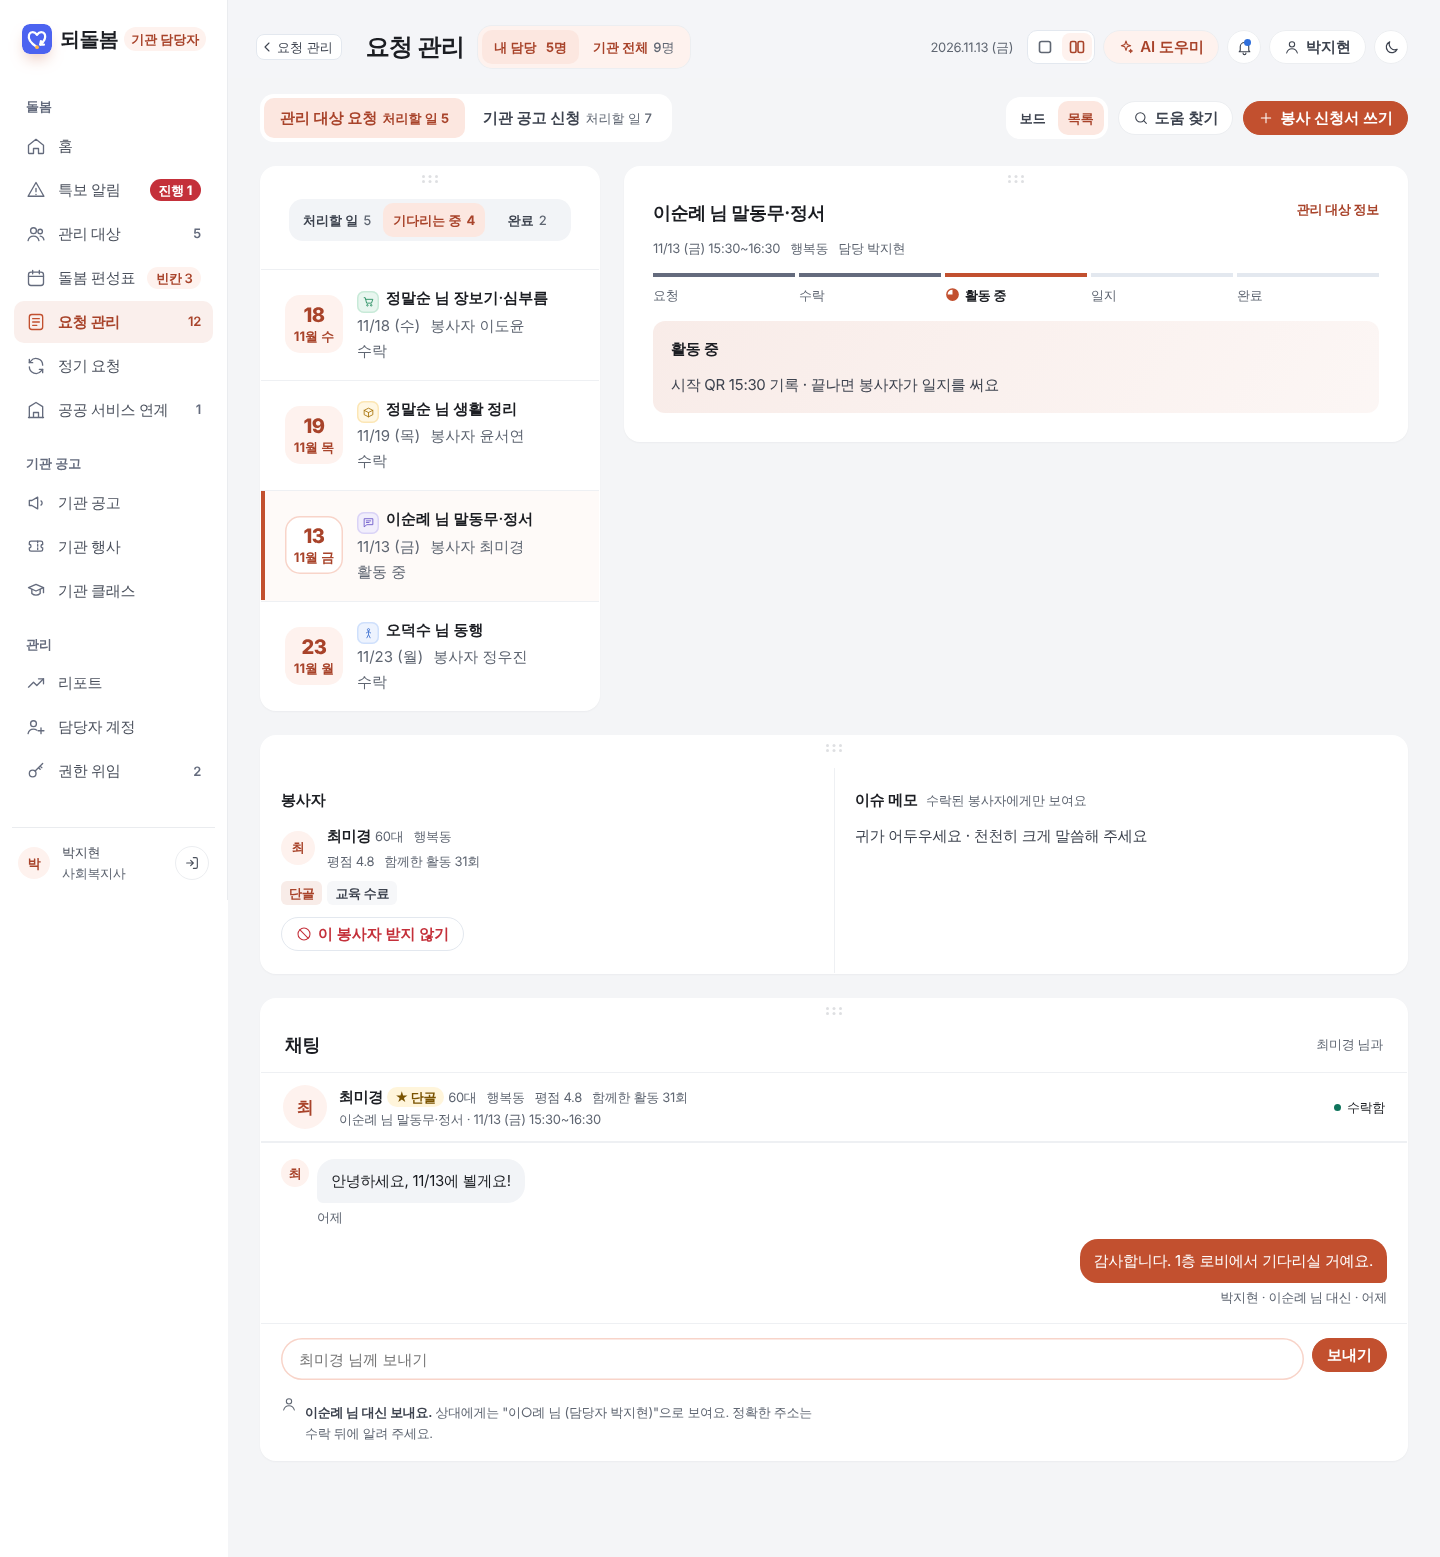 되돌봄 기관 담당자
돌봄
홈
특보 알림 진행 1
관리 대상 5
돌봄 편성표 빈칸 3
요청 관리 12
정기 요청
공공 서비스 연계 1
기관 공고
기관 공고
기관 행사
기관 클래스
관리
리포트
담당자 계정
권한 위임 2
박 박지현
사회복지사
요청 관리
요청 관리
내 담당 5명 기관 전체 9명
2026.11.13 (금)
AI 도우미
박지현
관리 대상 요청 처리할 일 5
기관 공고 신청 처리할 일 7
보드 목록
도움 찾기
봉사 신청서 쓰기
처리할 일 5 기다리는 중 4 완료 2
18
11월 수
정말순 님 장보기·심부름
11/18 (수) 봉사자 이도윤
수락
19
11월 목
정말순 님 생활 정리
11/19 (목) 봉사자 윤서연
수락
13
11월 금
이순례 님 말동무·정서
11/13 (금) 봉사자 최미경
활동 중
23
11월 월
오덕수 님 동행
11/23 (월) 봉사자 정우진
수락
이순례 님 말동무·정서
관리 대상 정보
11/13 (금) 15:30~16:30 행복동 담당 박지현
요청 수락 활동 중 일지 완료
활동 중
시작 QR 15:30 기록 · 끝나면 봉사자가 일지를 써요
봉사자
최 최미경 60대 행복동
평점 4.8 함께한 활동 31회
단골 교육 수료
이 봉사자 받지 않기
이슈 메모 수락된 봉사자에게만 보여요
귀가 어두우세요 · 천천히 크게 말씀해 주세요
채팅
최미경 님과
최 최미경 ★ 단골 60대 행복동 평점 4.8 함께한 활동 31회
이순례 님 말동무·정서 · 11/13 (금) 15:30~16:30
수락함
최 안녕하세요, 11/13에 뵐게요!
어제
감사합니다. 1층 로비에서 기다리실 거예요.
박지현 · 이순례 님 대신 · 어제
최미경 님께 보내기
보내기
이순례 님 대신 보내요. 상대에게는 "이○례 님 (담당자 박지현)"으로 보여요. 정확한 주소는
수락 뒤에 알려 주세요.